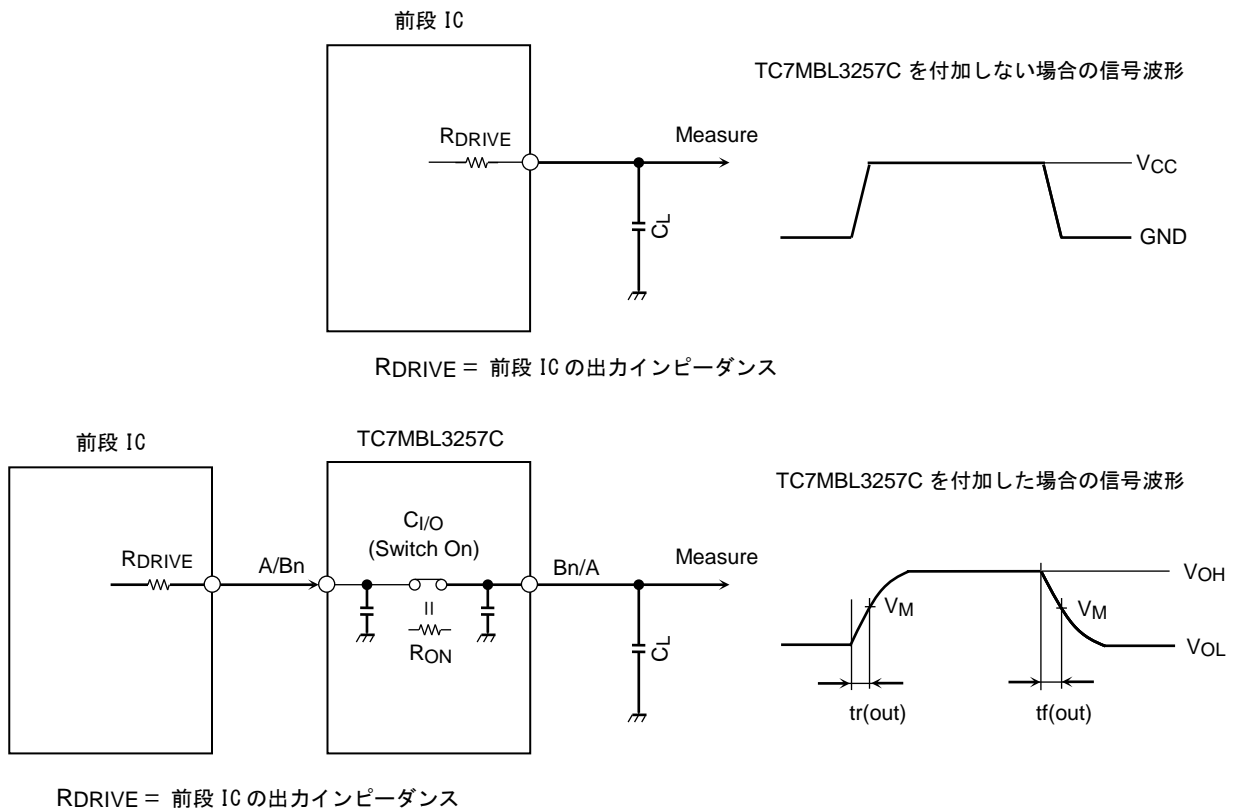 前段 IC
TC7MBL3257C を付加しない場合の信号波形
RDRIVE
Measure
CL
VCC
GND
RDRIVE = 前段 IC の出力インピーダンス
前段 IC
TC7MBL3257C
TC7MBL3257C を付加した場合の信号波形
CI/O
(Switch On)
RDRIVE
A/Bn
Bn/A
Measure
RON
CL
VOH
VM
VM
VOL
tr(out)
tf(out)
RDRIVE = 前段 IC の出力インピーダンス